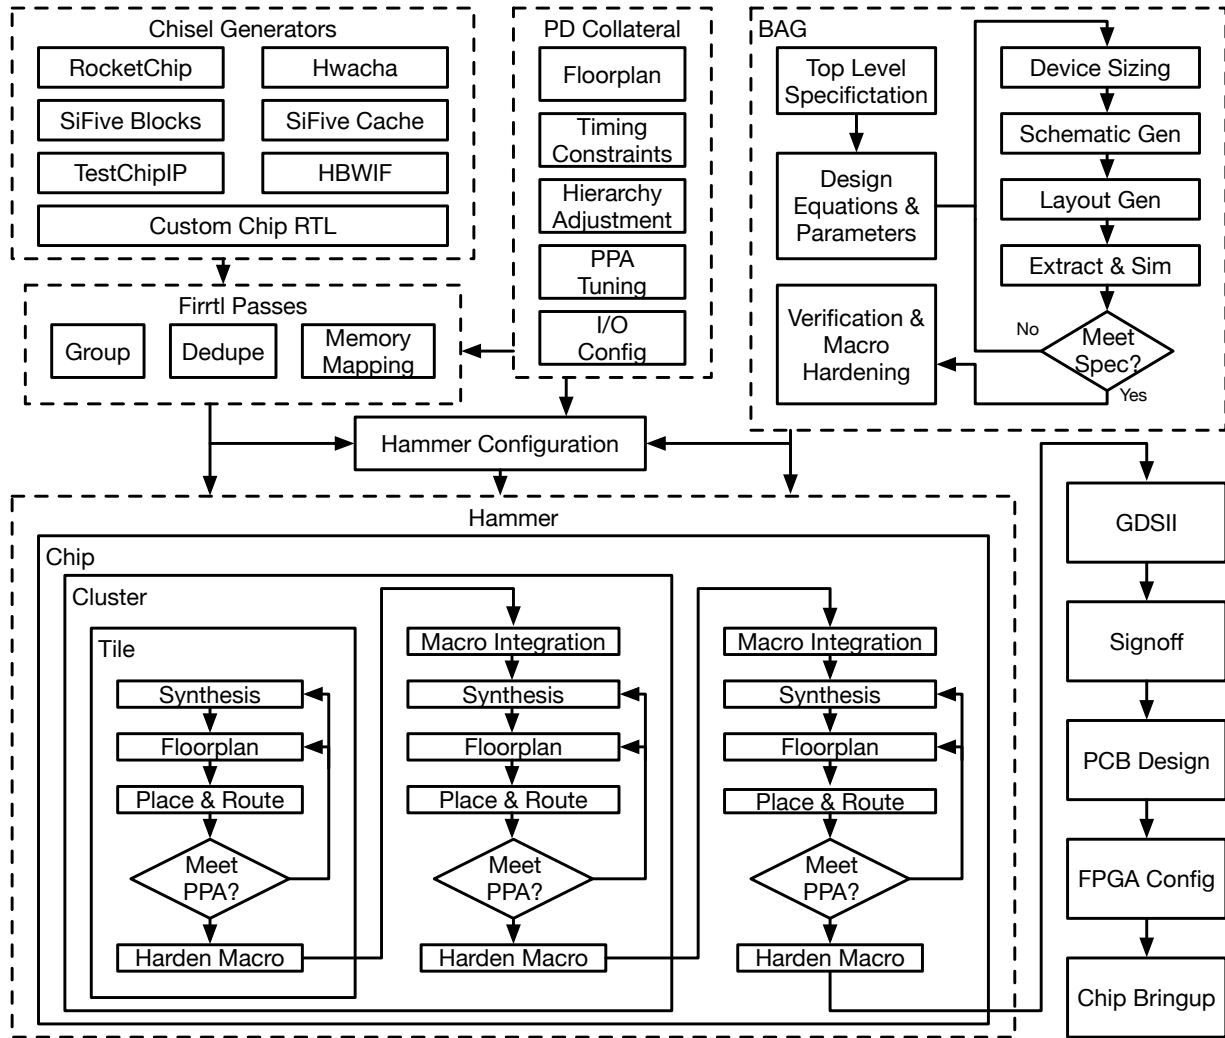 Chisel Generators
RocketChip
Hwacha
SiFive Blocks
SiFive Cache
TestChipIP
HBWIF
Custom Chip RTL
Firrtl Passes
Group
Dedupe
Memory
Mapping
PD Collateral
Floorplan
Timing
Constraints
Hierarchy
Adjustment
PPA
Tuning
I/O
Config
BAG
Top Level
Specifictation
Design
Equations &
Parameters
Verification &
Macro
Hardening
Device Sizing
Schematic Gen
Layout Gen
Extract & Sim
Meet
Spec?
No
Yes
Hammer Configuration
Hammer
Chip
Cluster
Tile
Synthesis
Floorplan
Place & Route
Meet
PPA?
Harden Macro
Macro Integration
Synthesis
Floorplan
Place & Route
Meet
PPA?
Harden Macro
Macro Integration
Synthesis
Floorplan
Place & Route
Meet
PPA?
Harden Macro
GDSII
Signoff
PCB Design
FPGA Config
Chip Bringup